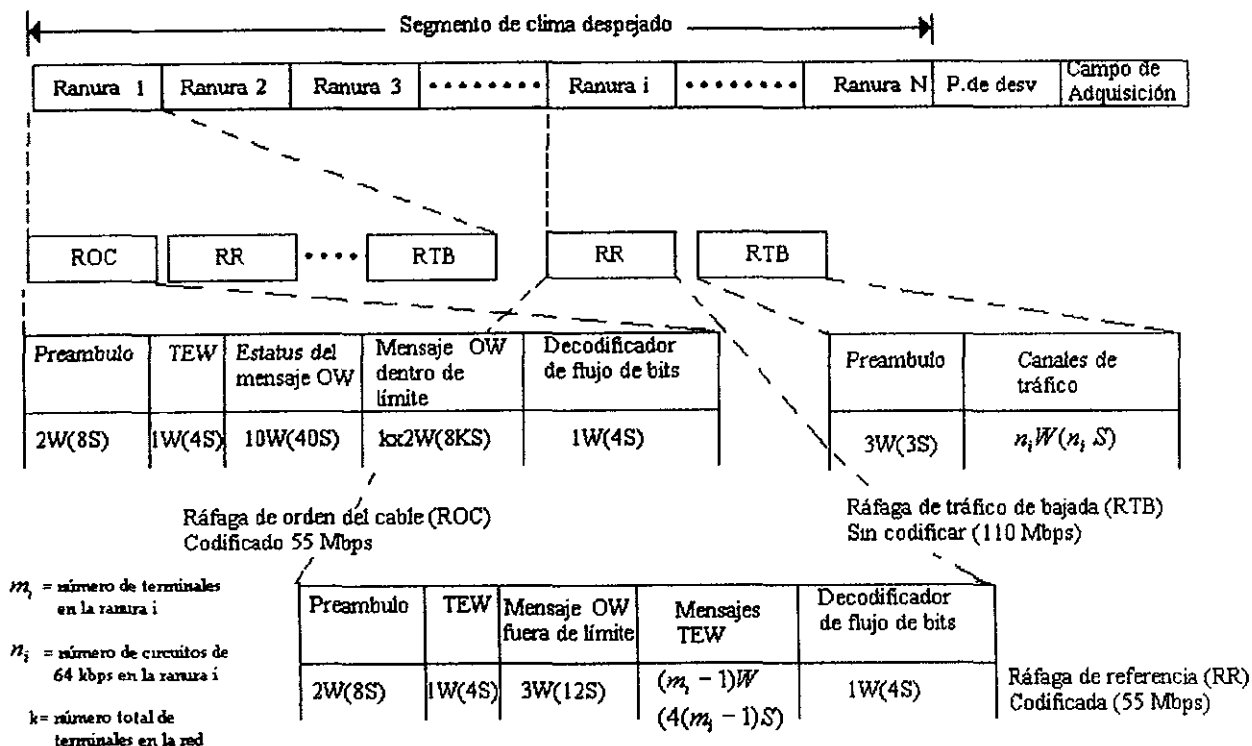 Segmento de clima despejado
Ranura 1 Ranura 2 Ranura 3 ········ Ranura i ········ Ranura N P.de desv Campo de Adquisición
ROC RR ····· RTB RR RTB
Preambulo TEW Estatus del mensaje OW Mensaje OW dentro de límite Decodificador de flujo de bits
2W(8S) 1W(4S) 10W(40S) kx2W(8KS) 1W(4S)
Preambulo Canales de tráfico
3W(3S) n_i W(n_i S)
Ráfaga de orden del cable (ROC)
Codificado 55 Mbps
Ráfaga de tráfico de bajada (RTB)
Sin codificar (110 Mbps)
m_i = número de terminales
en la ranura i
n_i = número de circuitos de
64 kbps en la ranura i
k= número total de
terminales en la red
Preambulo TEW Mensaje OW fuera de límite Mensajes TEW Decodificador de flujo de bits
2W(8S) 1W(4S) 3W(12S) (m_i − 1)W (4(m_i − 1)S) 1W(4S)
Ráfaga de referencia (RR)
Codificada (55 Mbps)